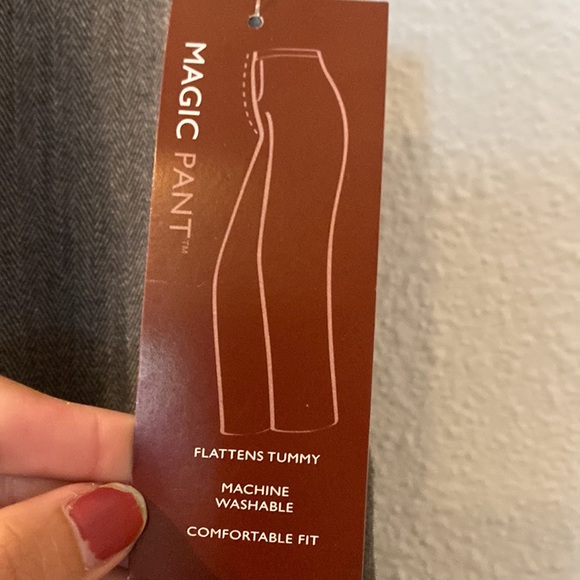 MAGIC PANT™
FLATTENS TUMMY
MACHINE
WASHABLE
COMFORTABLE FIT